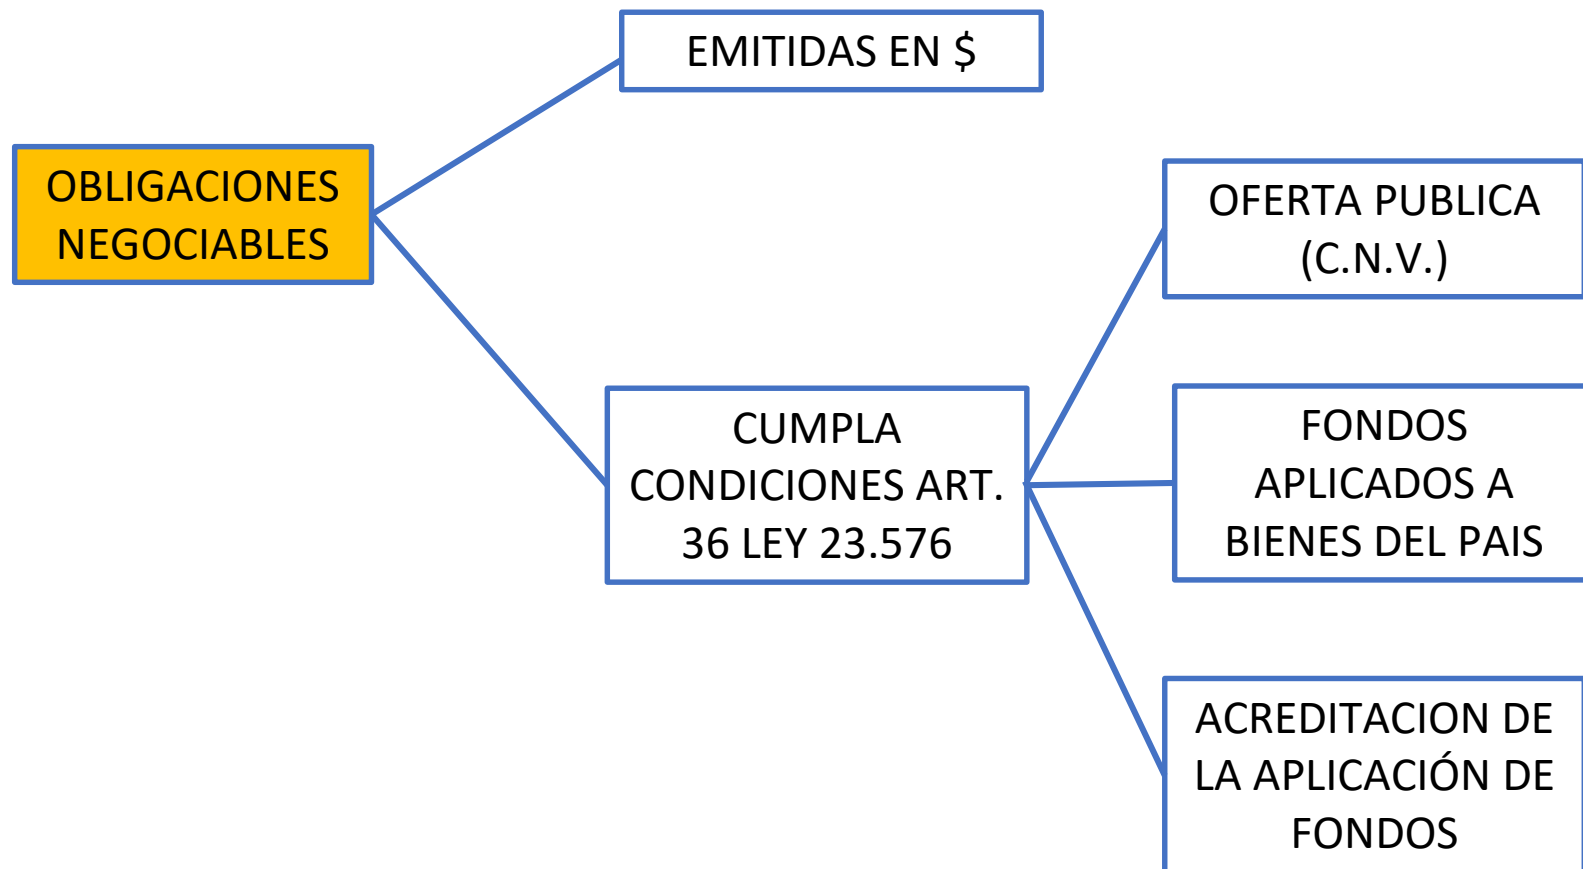 EMITIDAS EN $
OBLIGACIONES
NEGOCIABLES
OFERTA PUBLICA
(C.N.V.)
CUMPLA
CONDICIONES ART.
36 LEY 23.576
FONDOS
APLICADOS A
BIENES DEL PAIS
ACREDITACION DE
LA APLICACIÓN DE
FONDOS